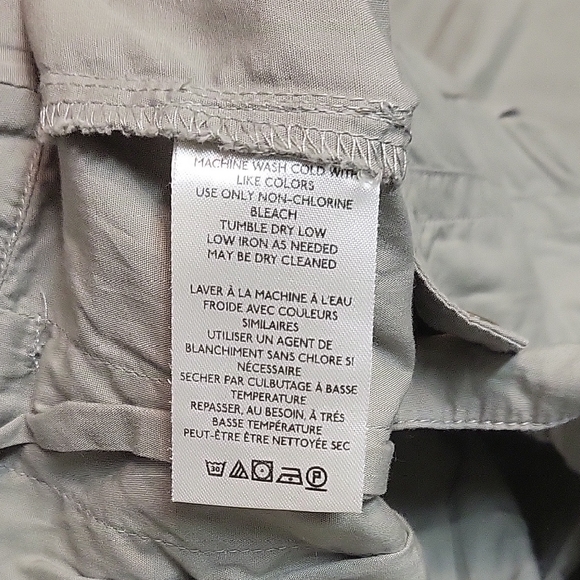 MACHINE WASH COLD WITH
LIKE COLORS
USE ONLY NON-CHLORINE
BLEACH
TUMBLE DRY LOW
LOW IRON AS NEEDED
MAY BE DRY CLEANED
LAVER À LA MACHINE À L'EAU
FROIDE AVEC COULEURS
SIMILAIRES
UTILISER UN AGENT DE
BLANCHIMENT SANS CHLORE SI
NÉCESSAIRE
SECHER PAR CULBUTAGE À BASSE
TEMPERATURE
REPASSER, AU BESOIN, À TRÉS
BASSE TEMPÉRATURE
PEUT-ÊTRE ÊTRE NETTOYÉE SEC
30 P